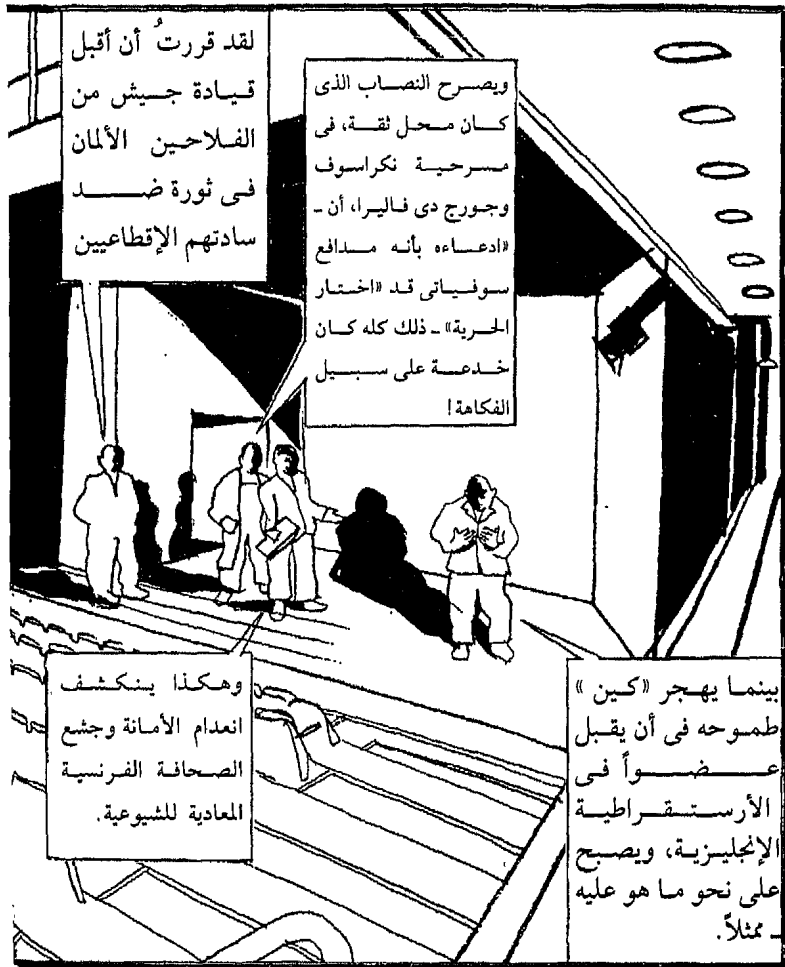 لقد قررتُ أن أقبل
قيادة جيش من
الفلاحين الألمان
فى ثورة ضد
سادتهم الإقطاعيين
ويصرح النصاب الذى
كان محل ثقة، فى
مسرحية نكراسوف
وجورج دى فاليرا، أن ـ
«ادعاءه بأنه مدافع
سوفياتى قد «اختار
الحرية» ـ ذلك كله كان
خدعة على سبيل
الفكاهة!
وهكذا ينكشف
انعدام الأمانة وجشع
الصحافة الفرنسية
المعادية للشيوعية.
بينما يهجر «كين»
طموحه فى أن يقبل
عضواً فى
الأرستقراطية
الإنجليزية، ويصبح
على نحو ما هو عليه
ـ ممثلاً.